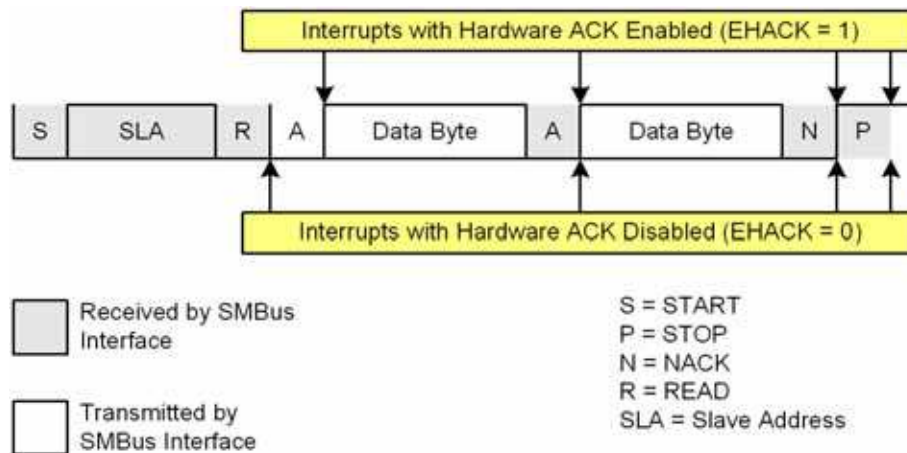 Interrupts with Hardware ACK Enabled (EHACK = 1)
S SLA R A Data Byte A Data Byte N P
Interrupts with Hardware ACK Disabled (EHACK = 0)
Received by SMBus
Interface
Transmitted by
SMBus Interface
S = START
P = STOP
N = NACK
R = READ
SLA = Slave Address